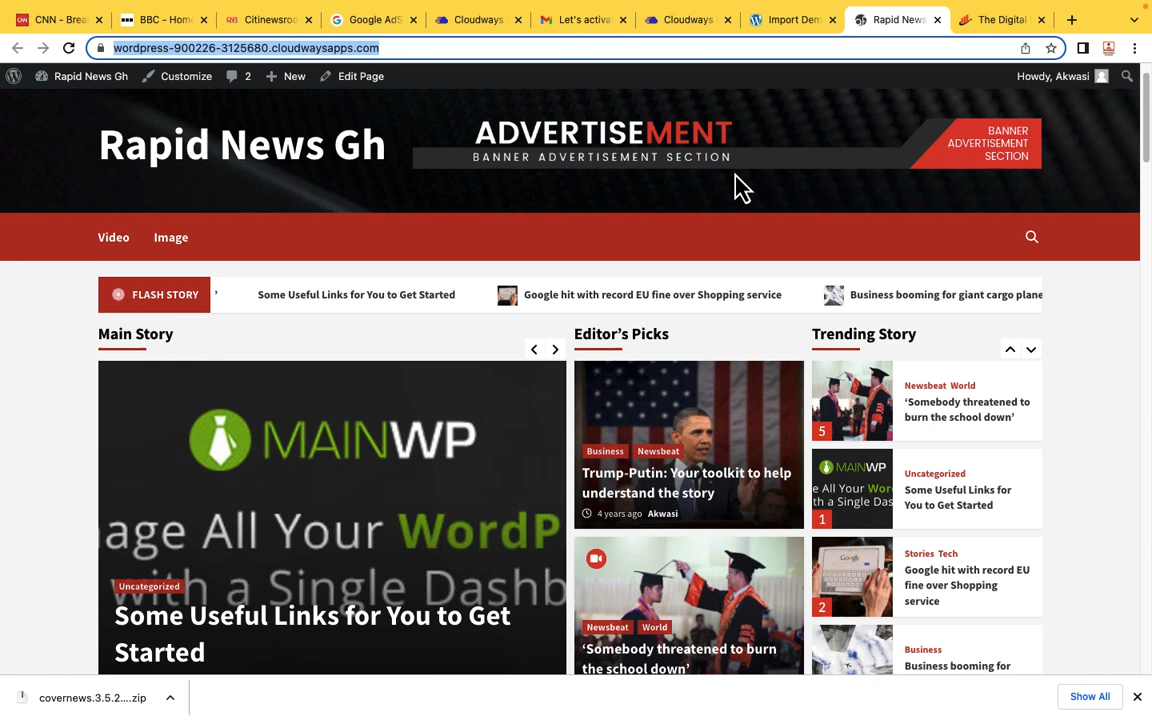 CNN - Brea
BBC - Hom
Citinewsroo
Google AdS
Cloudways
Let's activa
Cloudways
Import Dem
Rapid News
The Digital
wordpress-900226-3125680.cloudwaysapps.com
Rapid News Gh
Customize
2
New
Edit Page
Howdy, Akwasi
Rapid News Gh
ADVERTISEMENT
BANNER ADVERTISEMENT SECTION
BANNER
ADVERTISEMENT
SECTION
Video
Image
FLASH STORY
’
Some Useful Links for You to Get Started
Google hit with record EU fine over Shopping service
Business booming for giant cargo plane
Main Story
MAINWP
age All Your WordP
with a Single Dashb
Uncategorized
Some Useful Links for You to Get
Started
Editor’s Picks
Business Newsbeat
Trump-Putin: Your toolkit to help
understand the story
4 years ago Akwasi
Newsbeat World
‘Somebody threatened to burn
the school down’
Trending Story
5
Newsbeat World
‘Somebody threatened to
burn the school down’
MAINWP
e All Your Wor
th a Single Das
1
Uncategorized
Some Useful Links for
You to Get Started
Google
2
Stories Tech
Google hit with record EU
fine over Shopping
service
Business
Business booming for
covernews.3.5.2....zip
Show All